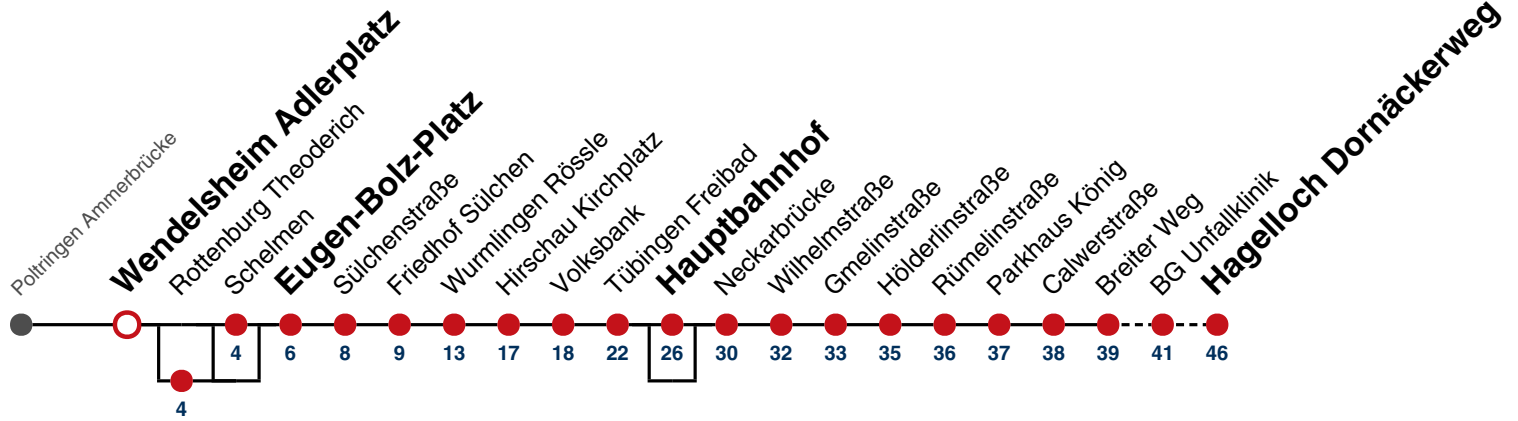 Poltringen Ammerbrücke
Wendelsheim Adlerplatz
Rottenburg Theoderich
Schelmen
Eugen-Bolz-Platz
Sülchenstraße
Friedhof Sülchen
Wurmlingen Rössle
Hirschau Kirchplatz
Volksbank
Tübingen Freibad
Hauptbahnhof
Neckarbrücke
Wilhelmstraße
Gmelinstraße
Hölderlinstraße
Rümelinstraße
Parkhaus König
Calwerstraße
Breiter Weg
BG Unfallklinik
Hagelloch Dornäckerweg
4 6 8 9 13 17 18 22 26 30 32 33 35 36 37 38 39 41 46
4